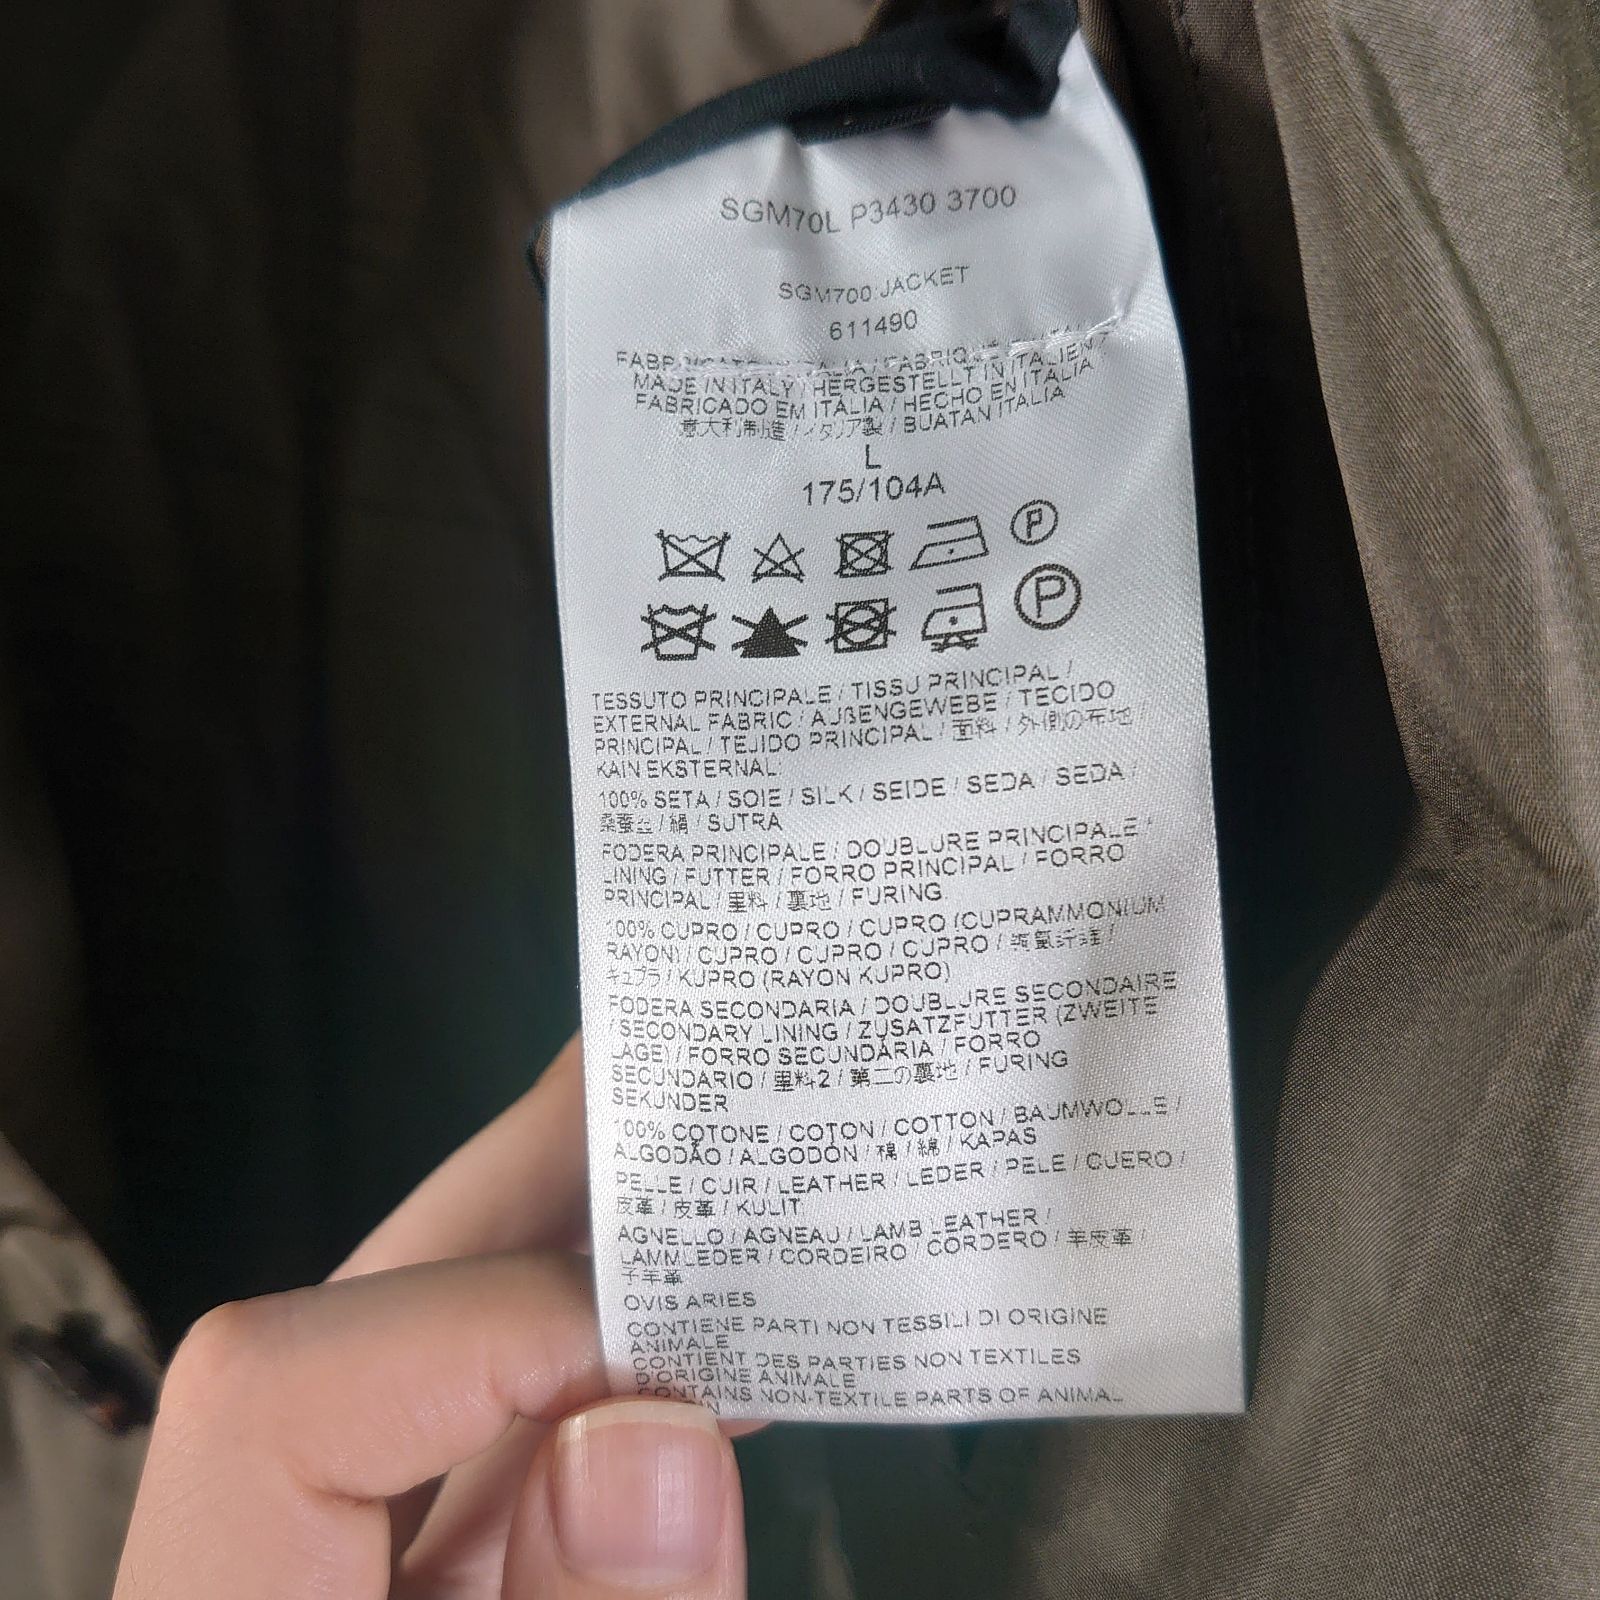 SGM70L P3430 3700
SGM700 JACKET
611490
FABBRICATO IN ITALIA / FABRIQUE EN ITALIE /
MADE IN ITALY / HERGESTELLT IN ITALIEN /
FABRICADO EM ITALIA / HECHO EN ITALIA
意大利制造 / イタリア製 / BUATAN ITALIA
L
175/104A
P
P
TESSUTO PRINCIPALE / TISSU PRINCIPAL /
EXTERNAL FABRIC / AUßENGEWEBE / TECIDO
PRINCIPAL / TEJIDO PRINCIPAL / 面料 / 外側の布地 /
KAIN EKSTERNAL:
100% SETA / SOIE / SILK / SEIDE / SEDA / SEDA /
桑蚕丝 / 絹 / SUTRA
FODERA PRINCIPALE / DOUBLURE PRINCIPALE /
LINING / FUTTER / FORRO PRINCIPAL / FORRO
PRINCIPAL / 里料 / 裏地 / FURING
100% CUPRO / CUPRO / CUPRO (CUPRAMMONIUM
RAYON) / CUPRO / CUPRO / CUPRO / 铜氨纤维 /
キュプラ / KUPRO (RAYON KUPRO)
FODERA SECONDARIA / DOUBLURE SECONDAIRE
/ SECONDARY LINING / ZUSATZFUTTER (ZWEITE
LAGE) / FORRO SECUNDÁRIA / FORRO
SECUNDARIO / 里料2 / 第二の裏地 / FURING
SEKUNDER
100% COTONE / COTON / COTTON / BAUMWOLLE /
ALGODÃO / ALGODÓN / 棉 / 綿 / KAPAS
PELLE / CUIR / LEATHER / LEDER / PELE / CUERO /
皮革 / 皮革 / KULIT
AGNELLO / AGNEAU / LAMB LEATHER /
LAMMLEDER / CORDEIRO / CORDERO / 羊皮革 /
子羊革
OVIS ARIES
CONTIENE PARTI NON TESSILI DI ORIGINE
ANIMALE
CONTIENT DES PARTIES NON TEXTILES
D'ORIGINE ANIMALE
CONTAINS NON-TEXTILE PARTS OF ANIMAL